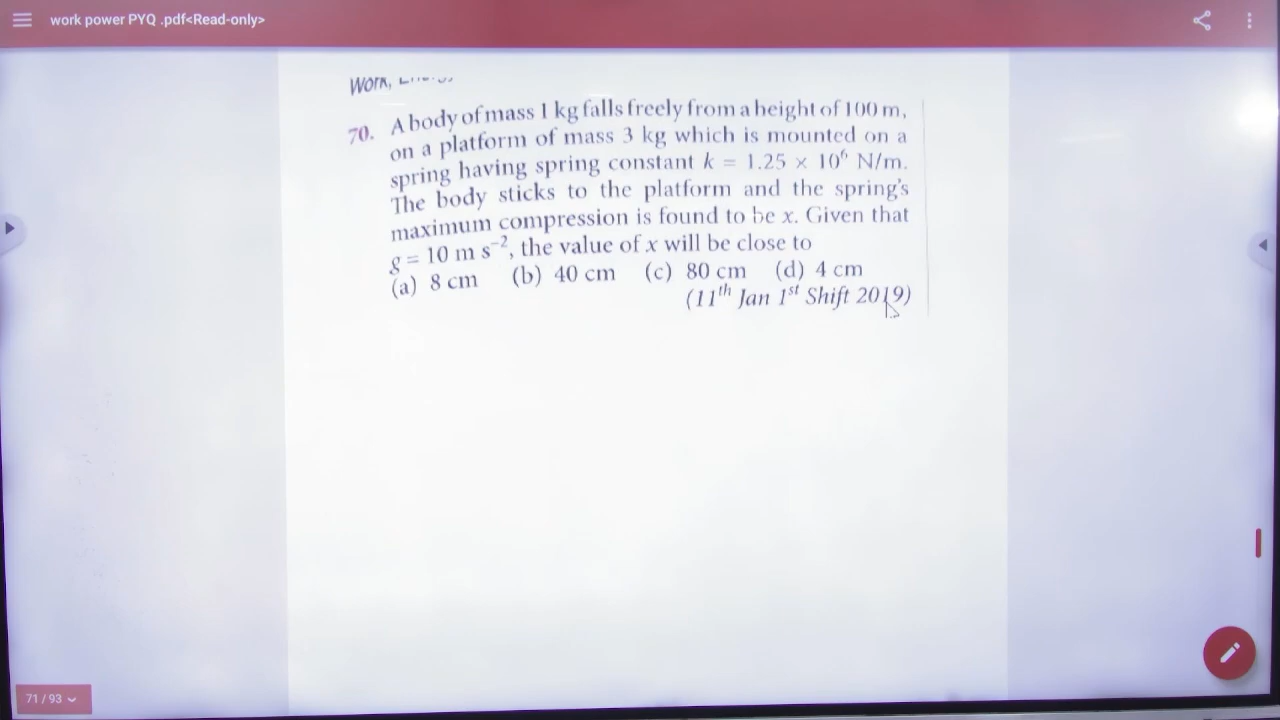 work power PYQ .pdf<Read-only>
Work,
70. A body of mass 1 kg falls freely from a height of 100 m,
on a platform of mass 3 kg which is mounted on a
spring having spring constant k = 1.25 × 10⁶ N/m.
The body sticks to the platform and the spring's
maximum compression is found to be x. Given that
g = 10 m s⁻², the value of x will be close to
(a) 8 cm (b) 40 cm (c) 80 cm (d) 4 cm
(11th Jan 1st Shift 2019)
71 / 93